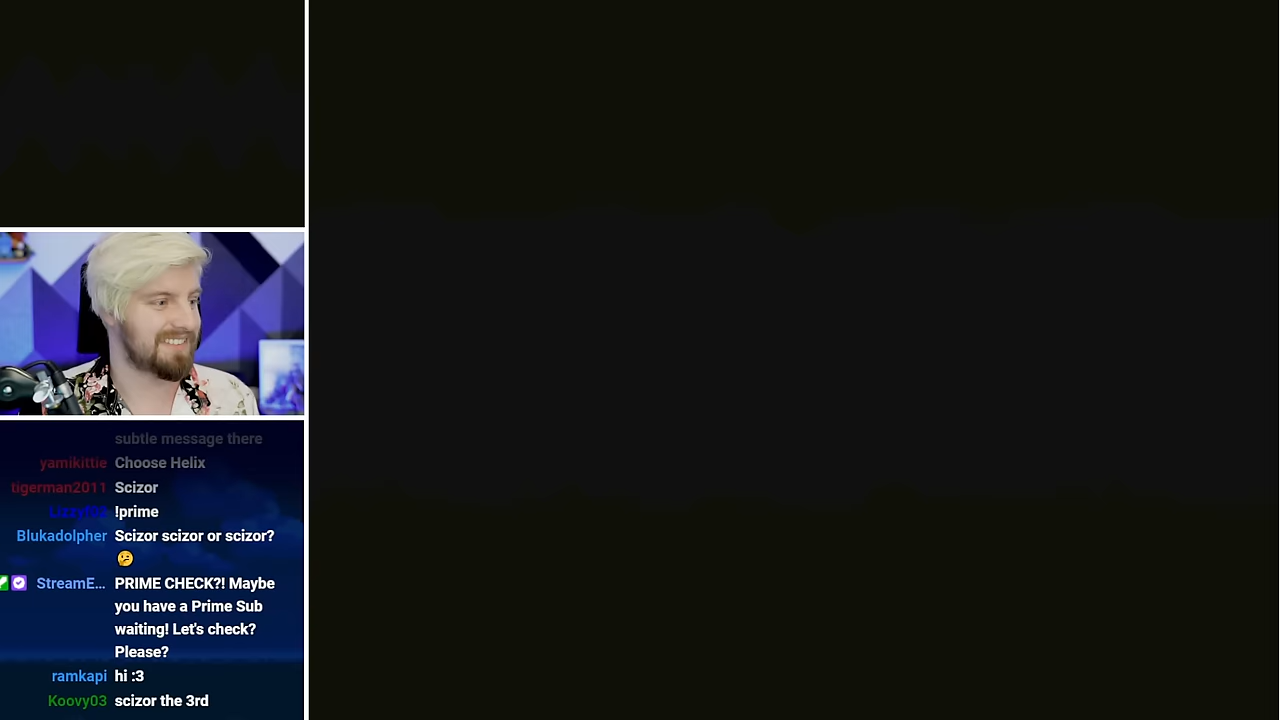 subtle message there
yamikittie Choose Helix
tigerman2011 Scizor
!prime
Blukadolpher Scizor scizor or scizor?
🤔
StreamE... PRIME CHECK?! Maybe
you have a Prime Sub
waiting! Let's check?
Please?
ramkapi hi :3
Koovy03 scizor the 3rd